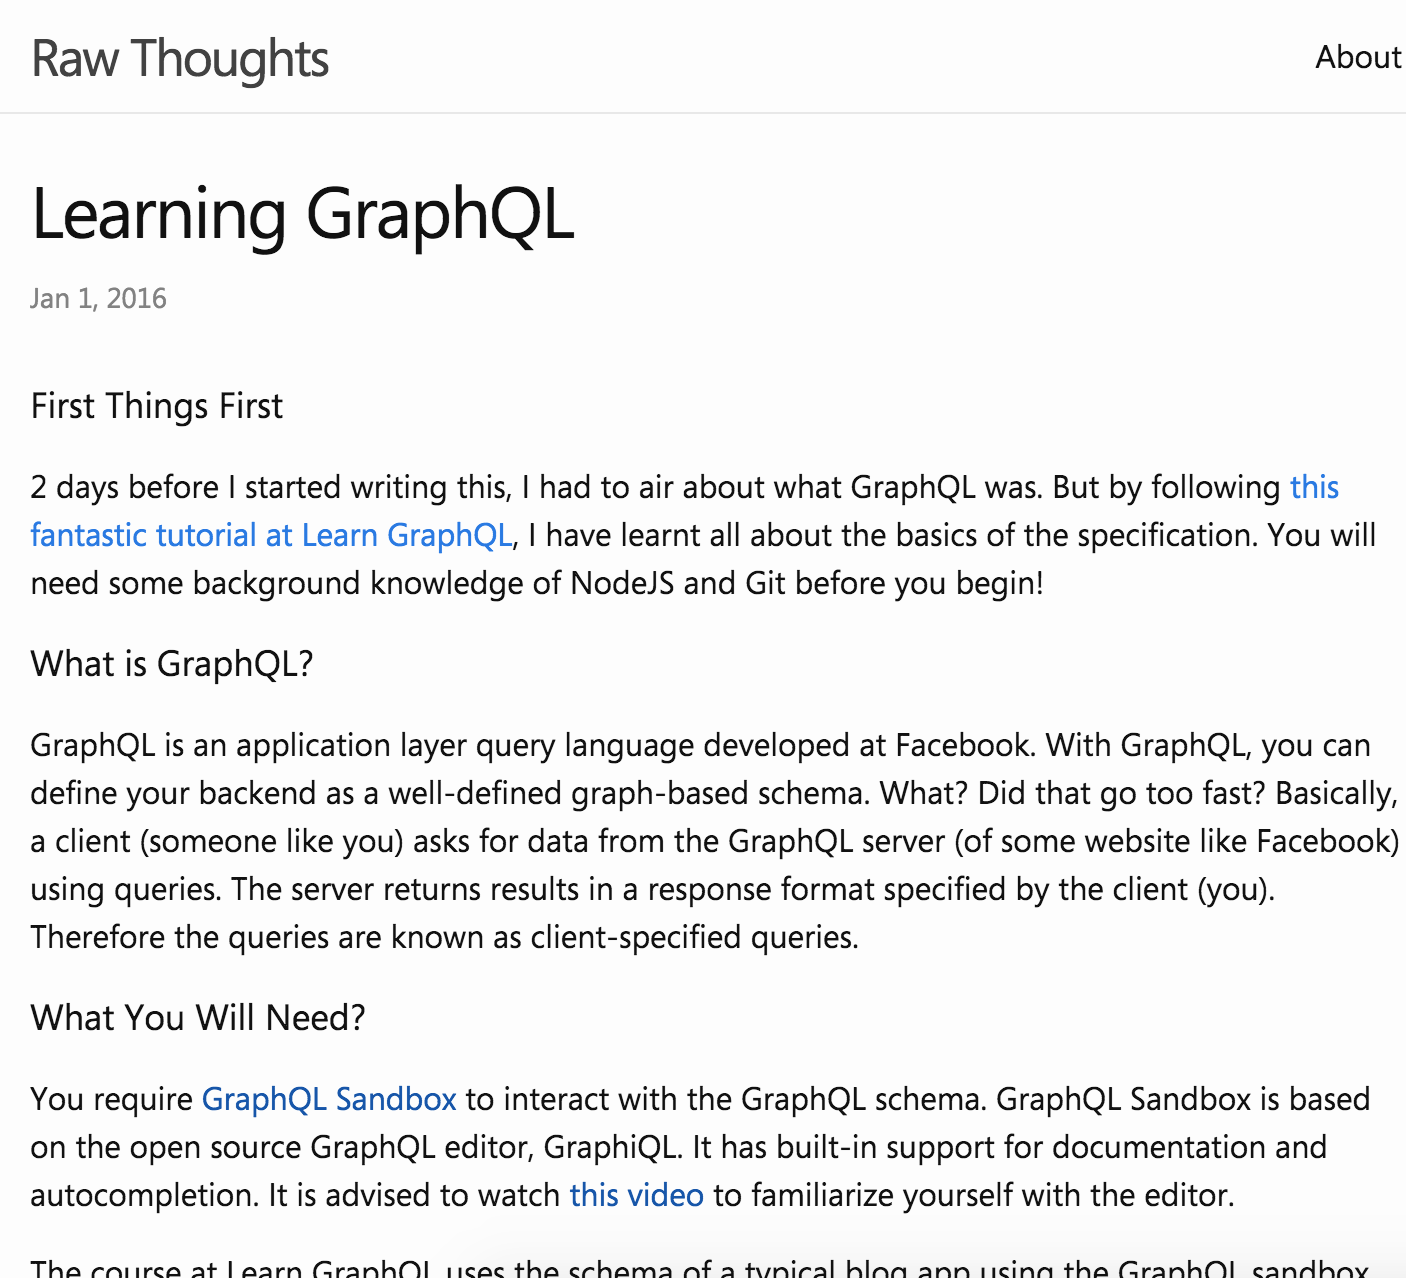 Raw Thoughts
About
Learning GraphQL
Jan 1, 2016
First Things First
2 days before I started writing this, I had to air about what GraphQL was. But by following this
fantastic tutorial at Learn GraphQL, I have learnt all about the basics of the specification. You will
need some background knowledge of NodeJS and Git before you begin!
What is GraphQL?
GraphQL is an application layer query language developed at Facebook. With GraphQL, you can
define your backend as a well-defined graph-based schema. What? Did that go too fast? Basically,
a client (someone like you) asks for data from the GraphQL server (of some website like Facebook)
using queries. The server returns results in a response format specified by the client (you).
Therefore the queries are known as client-specified queries.
What You Will Need?
You require GraphQL Sandbox to interact with the GraphQL schema. GraphQL Sandbox is based
on the open source GraphQL editor, GraphiQL. It has built-in support for documentation and
autocompletion. It is advised to watch this video to familiarize yourself with the editor.
The course at Learn GraphQL uses the schema of a typical blog app using the GraphQL sandbox.